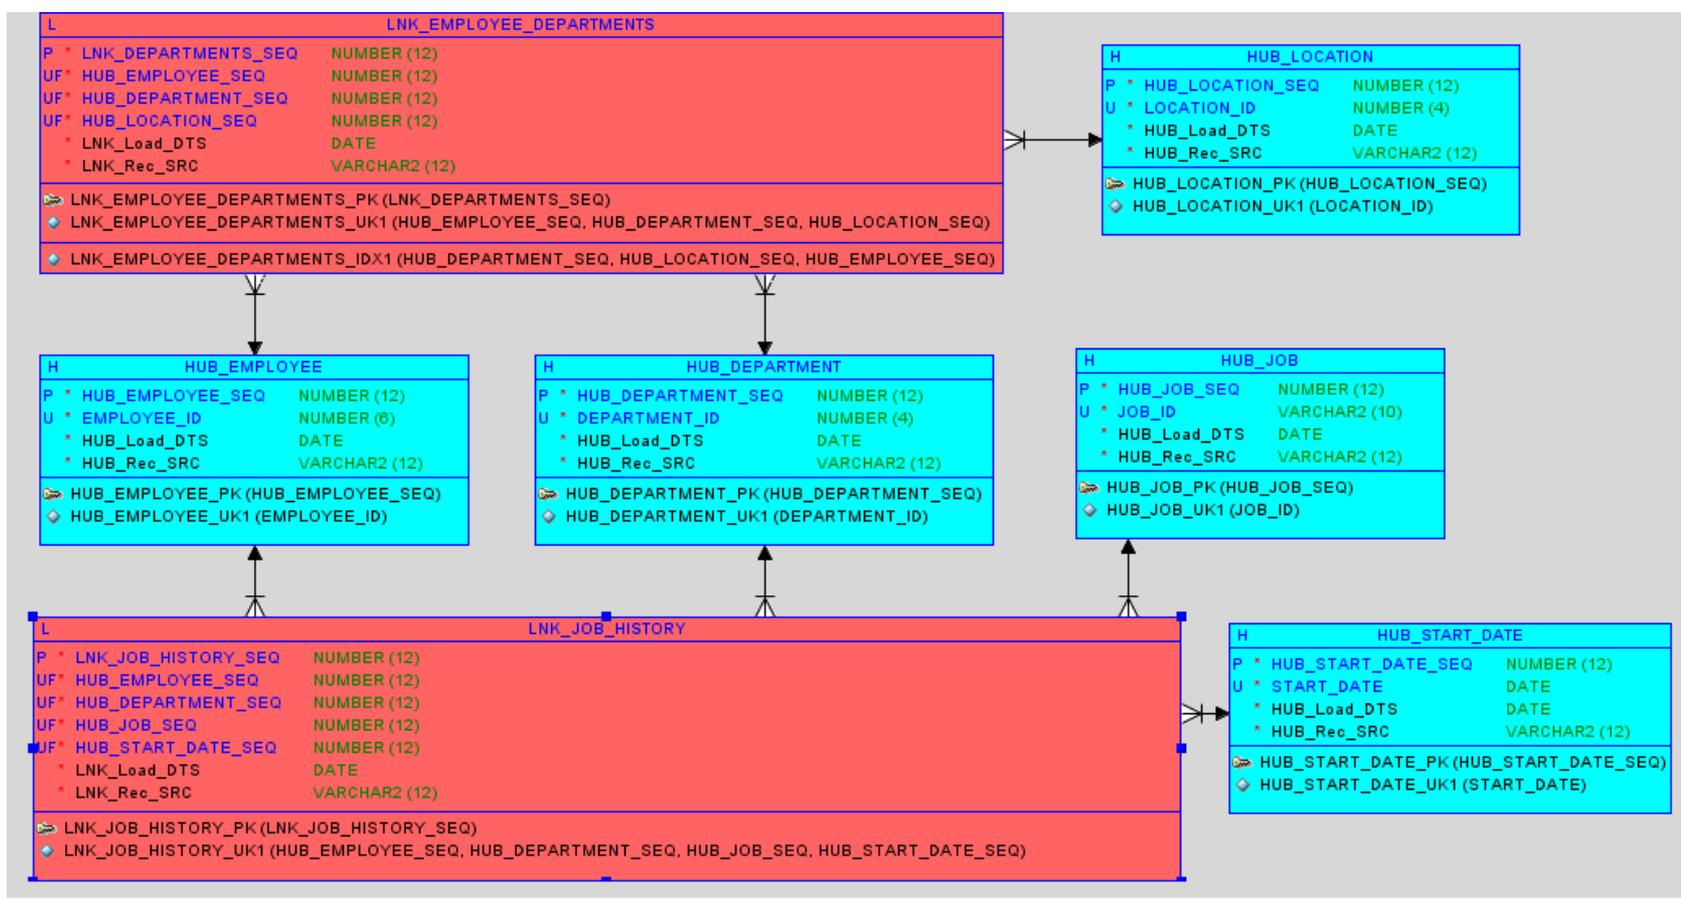 L LNK_EMPLOYEE_DEPARTMENTS
P * LNK_DEPARTMENTS_SEQ NUMBER (12)
UF* HUB_EMPLOYEE_SEQ NUMBER (12)
UF* HUB_DEPARTMENT_SEQ NUMBER (12)
UF* HUB_LOCATION_SEQ NUMBER (12)
* LNK_Load_DTS DATE
* LNK_Rec_SRC VARCHAR2 (12)
LNK_EMPLOYEE_DEPARTMENTS_PK (LNK_DEPARTMENTS_SEQ)
LNK_EMPLOYEE_DEPARTMENTS_UK1 (HUB_EMPLOYEE_SEQ, HUB_DEPARTMENT_SEQ, HUB_LOCATION_SEQ)
LNK_EMPLOYEE_DEPARTMENTS_IDX1 (HUB_DEPARTMENT_SEQ, HUB_LOCATION_SEQ, HUB_EMPLOYEE_SEQ)
H HUB_LOCATION
P * HUB_LOCATION_SEQ NUMBER (12)
U * LOCATION_ID NUMBER (4)
* HUB_Load_DTS DATE
* HUB_Rec_SRC VARCHAR2 (12)
HUB_LOCATION_PK (HUB_LOCATION_SEQ)
HUB_LOCATION_UK1 (LOCATION_ID)
H HUB_EMPLOYEE
P * HUB_EMPLOYEE_SEQ NUMBER (12)
U * EMPLOYEE_ID NUMBER (6)
* HUB_Load_DTS DATE
* HUB_Rec_SRC VARCHAR2 (12)
HUB_EMPLOYEE_PK (HUB_EMPLOYEE_SEQ)
HUB_EMPLOYEE_UK1 (EMPLOYEE_ID)
H HUB_DEPARTMENT
P * HUB_DEPARTMENT_SEQ NUMBER (12)
U * DEPARTMENT_ID NUMBER (4)
* HUB_Load_DTS DATE
* HUB_Rec_SRC VARCHAR2 (12)
HUB_DEPARTMENT_PK (HUB_DEPARTMENT_SEQ)
HUB_DEPARTMENT_UK1 (DEPARTMENT_ID)
H HUB_JOB
P * HUB_JOB_SEQ NUMBER (12)
U * JOB_ID VARCHAR2 (10)
* HUB_Load_DTS DATE
* HUB_Rec_SRC VARCHAR2 (12)
HUB_JOB_PK (HUB_JOB_SEQ)
HUB_JOB_UK1 (JOB_ID)
L LNK_JOB_HISTORY
P * LNK_JOB_HISTORY_SEQ NUMBER (12)
UF* HUB_EMPLOYEE_SEQ NUMBER (12)
UF* HUB_DEPARTMENT_SEQ NUMBER (12)
UF* HUB_JOB_SEQ NUMBER (12)
UF* HUB_START_DATE_SEQ NUMBER (12)
* LNK_Load_DTS DATE
* LNK_Rec_SRC VARCHAR2 (12)
LNK_JOB_HISTORY_PK (LNK_JOB_HISTORY_SEQ)
LNK_JOB_HISTORY_UK1 (HUB_EMPLOYEE_SEQ, HUB_DEPARTMENT_SEQ, HUB_JOB_SEQ, HUB_START_DATE_SEQ)
H HUB_START_DATE
P * HUB_START_DATE_SEQ NUMBER (12)
U * START_DATE DATE
* HUB_Load_DTS DATE
* HUB_Rec_SRC VARCHAR2 (12)
HUB_START_DATE_PK (HUB_START_DATE_SEQ)
HUB_START_DATE_UK1 (START_DATE)